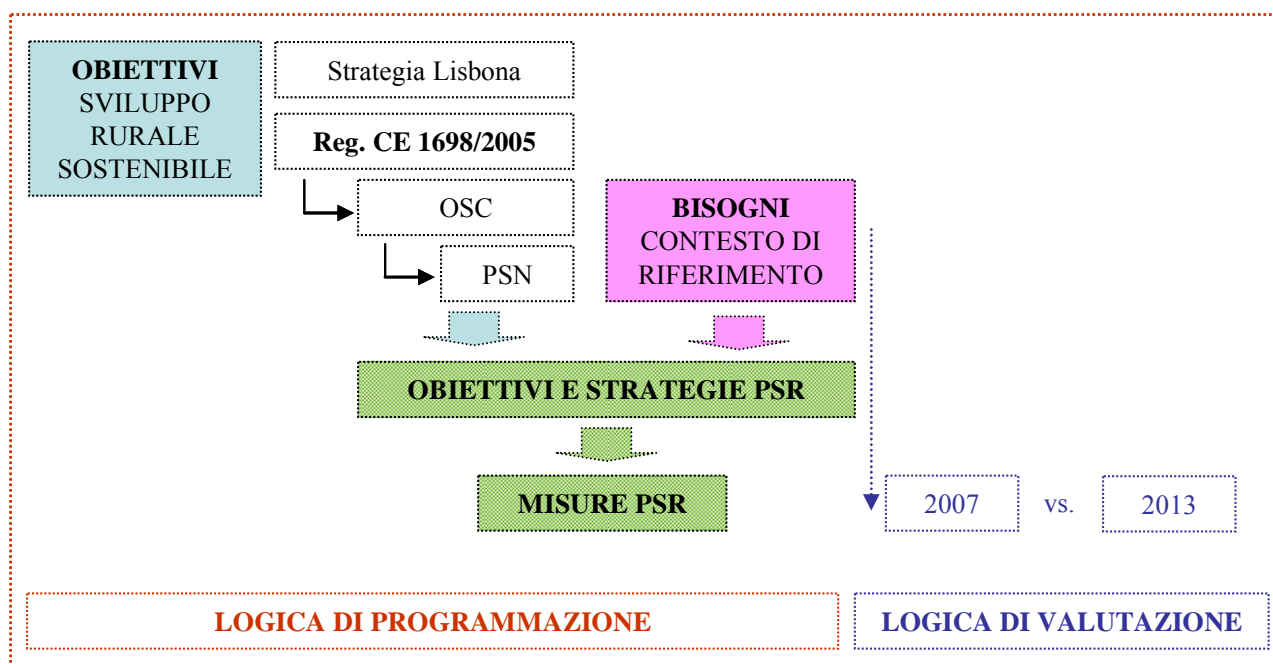 OBIETTIVI
SVILUPPO
RURALE
SOSTENIBILE
Strategia Lisbona
Reg. CE 1698/2005
OSC
PSN
BISOGNI
CONTESTO DI
RIFERIMENTO
OBIETTIVI E STRATEGIE PSR
MISURE PSR
2007 vs. 2013
LOGICA DI PROGRAMMAZIONE
LOGICA DI VALUTAZIONE